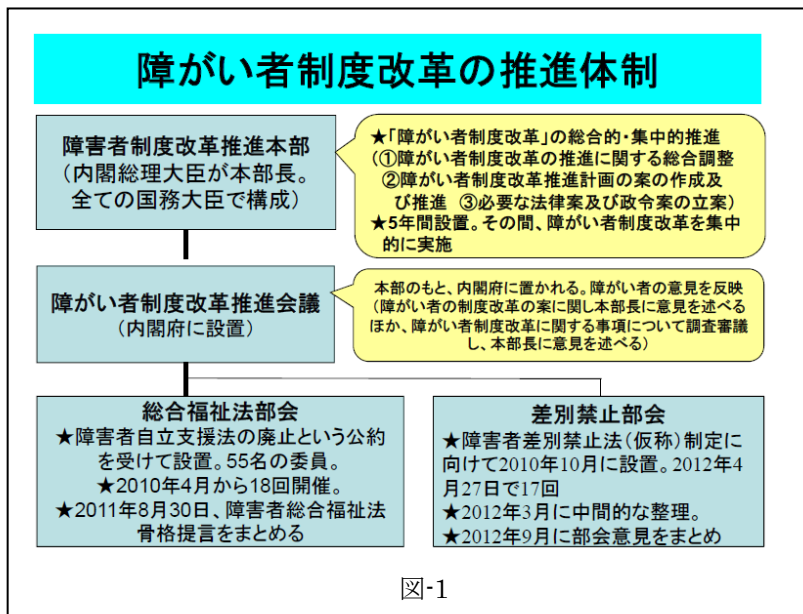 障がい者制度改革の推進体制
障害者制度改革推進本部
(内閣総理大臣が本部長。
全ての国務大臣で構成)
★「障がい者制度改革」の総合的・集中的推進
(①障がい者制度改革の推進に関する総合調整
②障がい者制度改革推進計画の案の作成及
び推進 ③必要な法律案及び政令案の立案)
★5年間設置。その間、障がい者制度改革を集中
的に実施
障がい者制度改革推進会議
(内閣府に設置)
本部のもと、内閣府に置かれる。障がい者の意見を反映
(障がい者の制度改革の案に関し本部長に意見を述べる
ほか、障がい者制度改革に関する事項について調査審議
し、本部長に意見を述べる)
総合福祉法部会
★障害者自立支援法の廃止という公約
を受けて設置。55名の委員。
★2010年4月から18回開催。
★2011年8月30日、障害者総合福祉法
骨格提言をまとめる
差別禁止部会
★障害者差別禁止法(仮称)制定に
向けて2010年10月に設置。2012年4
月27日で17回
★2012年3月に中間的な整理。
★2012年9月に部会意見をまとめ
図-1